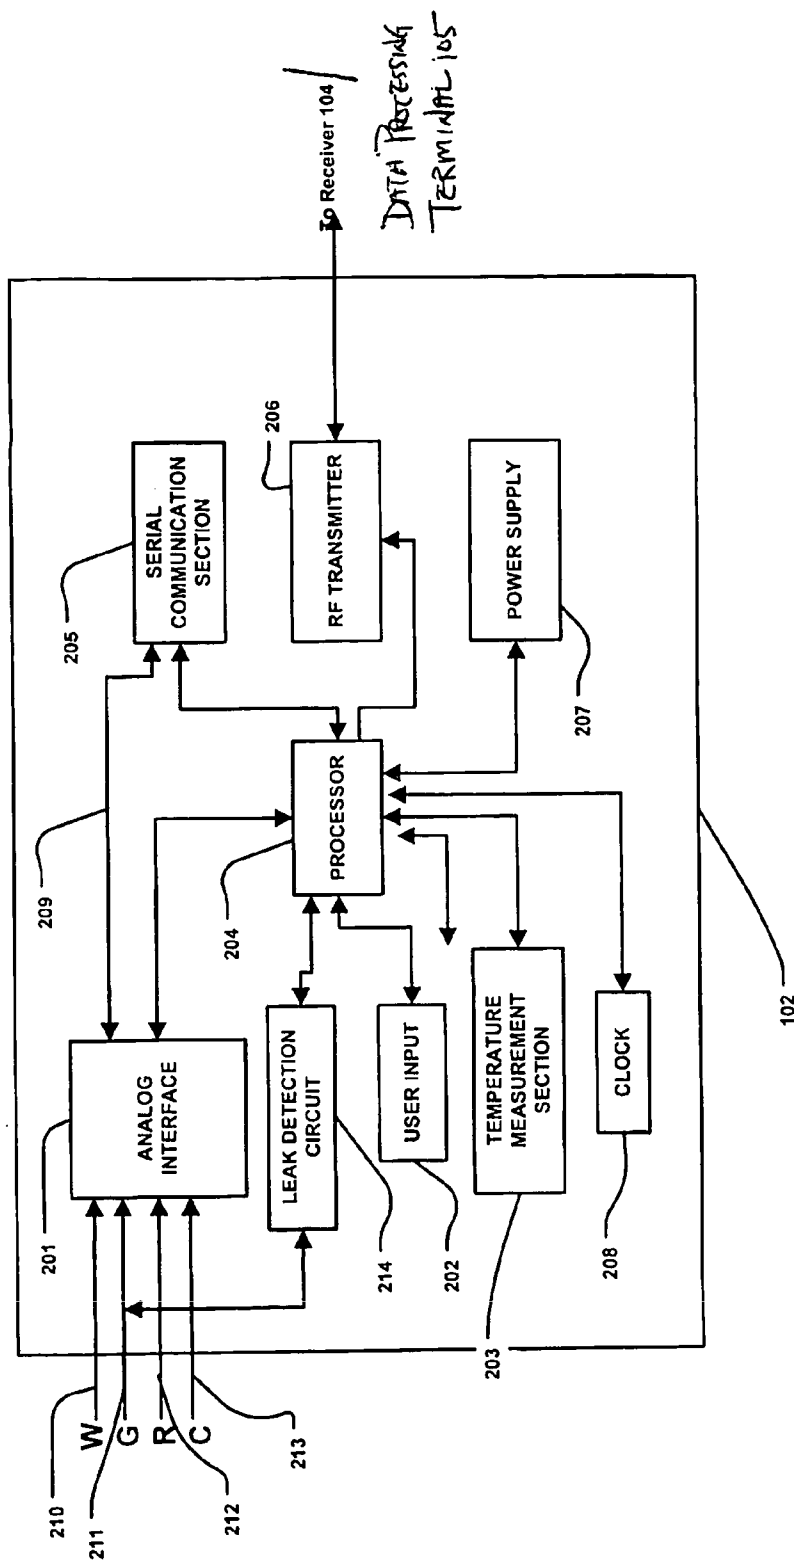 210
W
211
G
R
212
C
213
201
ANALOG
INTERFACE
209
205
SERIAL
COMMUNICATION
SECTION
LEAK DETECTION
CIRCUIT
214
204
PROCESSOR
206
RF TRANSMITTER
To Receiver 104
DATA PROCESSING
TERMINAL 105
USER INPUT
202
TEMPERATURE
MEASUREMENT
SECTION
203
POWER SUPPLY
207
CLOCK
208
102